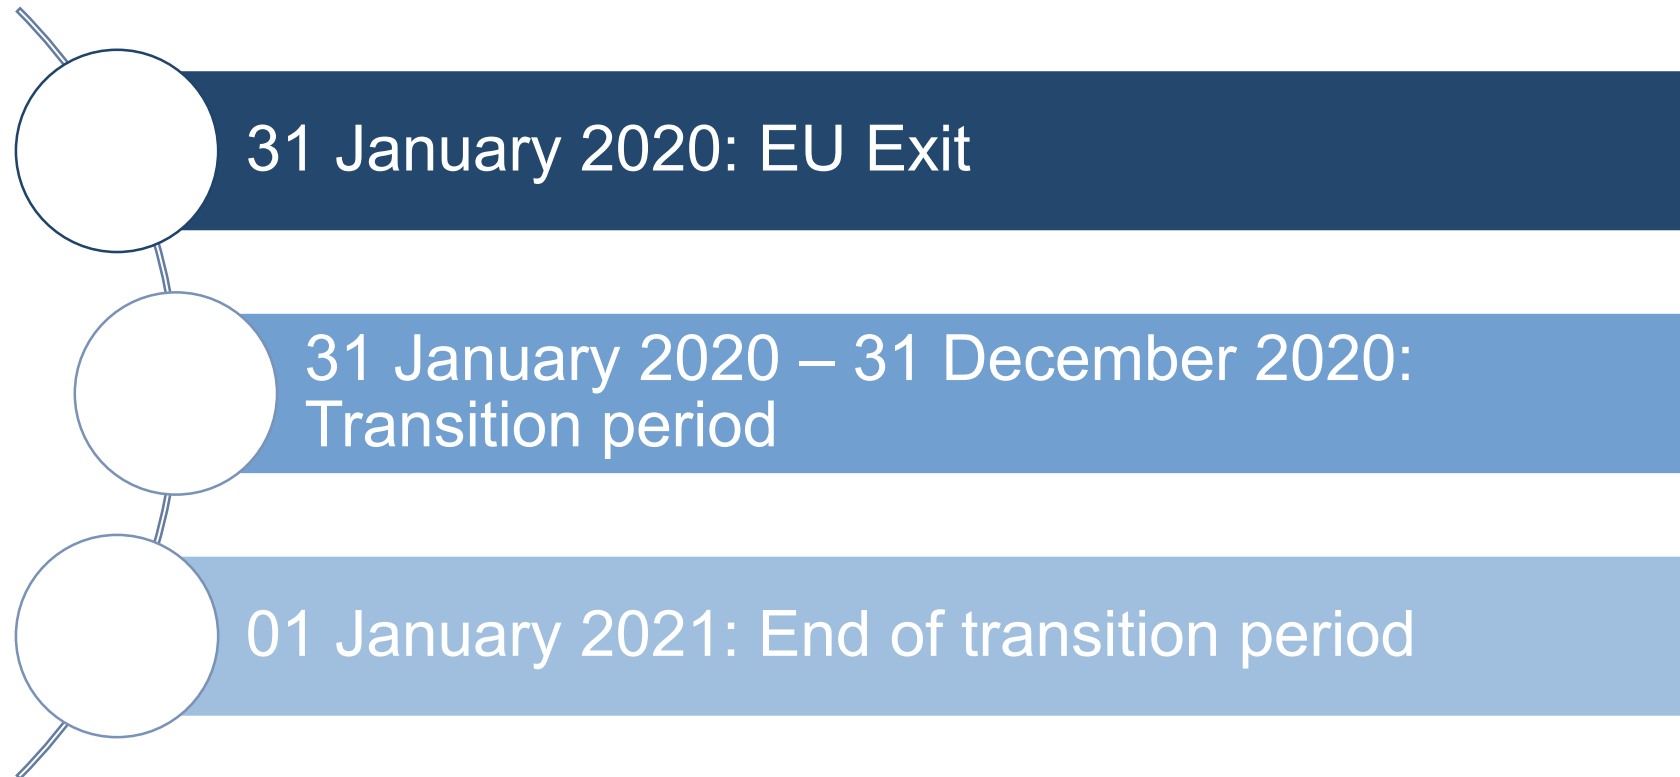 31 January 2020: EU Exit
31 January 2020 – 31 December 2020:
Transition period
01 January 2021: End of transition period